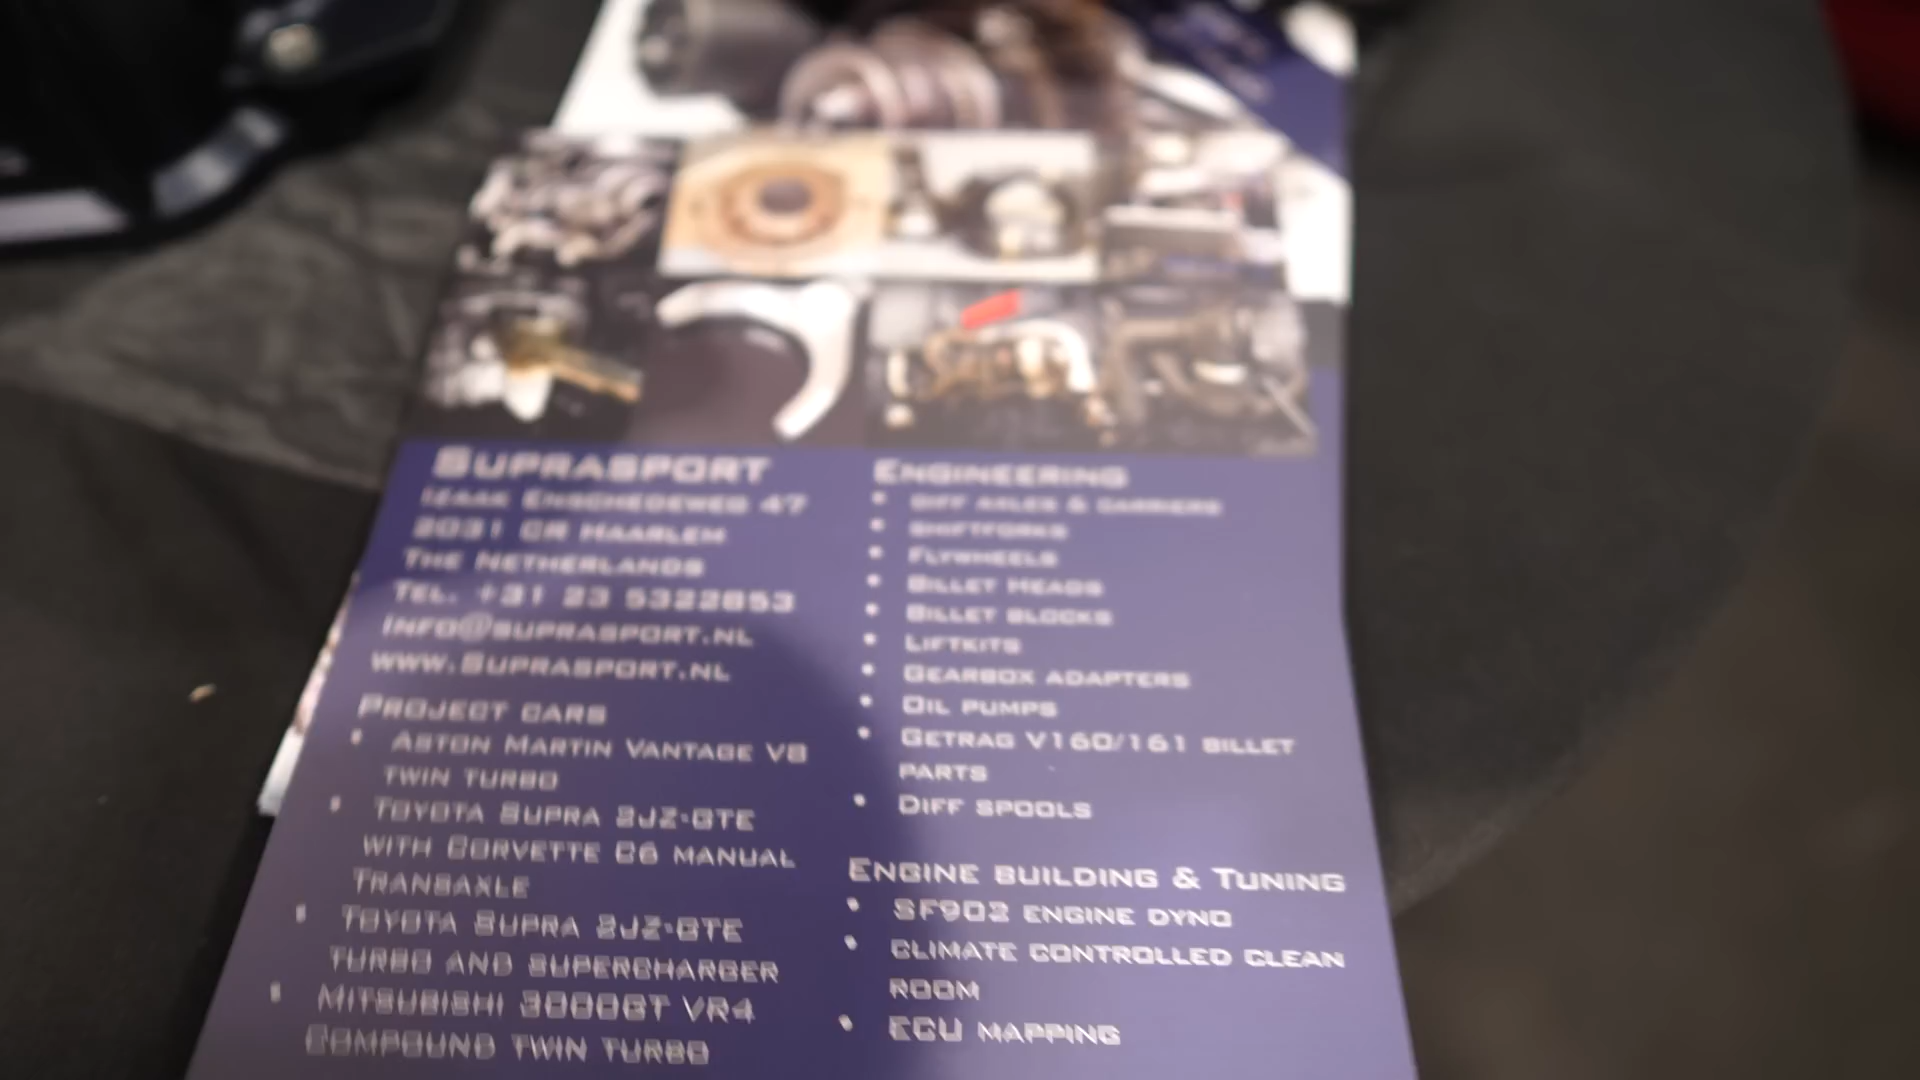 SUPRASPORT
IZAAK ENSCHEDEWEG 47
2031 CR HAARLEM
THE NETHERLANDS
TEL. +31 23 5322853
INFO@SUPRASPORT.NL
WWW.SUPRASPORT.NL
PROJECT CARS
• ASTON MARTIN VANTAGE V8
TWIN TURBO
• TOYOTA SUPRA 2JZ-GTE
WITH CORVETTE C6 MANUAL
TRANSAXLE
• TOYOTA SUPRA 2JZ-GTE
TURBO AND SUPERCHARGER
• MITSUBISHI 3000GT VR4
COMPOUND TWIN TURBO
ENGINEERING
• DIFF AXLES & CARRIERS
• SHIFTFORKS
• FLYWHEELS
• BILLET HEADS
• BILLET BLOCKS
• LIFTKITS
• GEARBOX ADAPTERS
• OIL PUMPS
• GETRAG V160/161 BILLET
PARTS
• DIFF SPOOLS
ENGINE BUILDING & TUNING
• SF902 ENGINE DYNO
• CLIMATE CONTROLLED CLEAN
ROOM
• ECU MAPPING